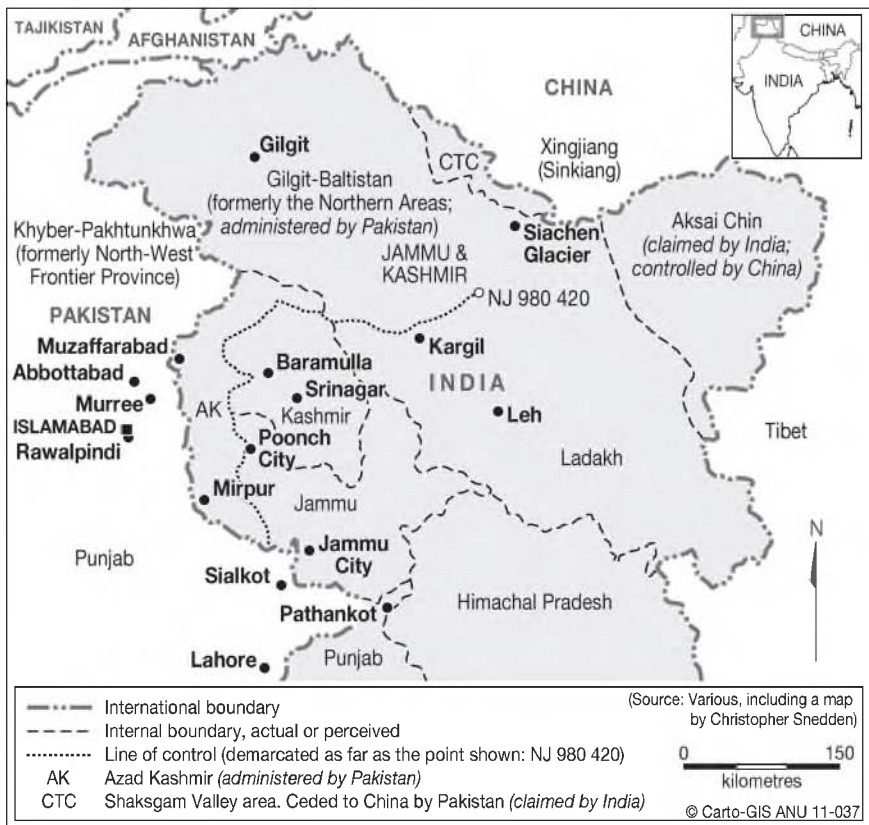 TAJIKISTAN
AFGHANISTAN
CHINA
INDIA
CHINA
Xingjiang
(Sinkiang)
CTC
Gilgit
Gilgit-Baltistan
(formerly the Northern Areas;
administered by Pakistan)
Khyber-Pakhtunkhwa
(formerly North-West
Frontier Province)
JAMMU &
KASHMIR
Siachen
Glacier
Aksai Chin
(claimed by India;
controlled by China)
NJ 980 420
PAKISTAN
Muzaffarabad
Abbottabad
Murree
ISLAMABAD
Rawalpindi
Baramulla
Srinagar
Kashmir
AK
Poonch
City
Kargil
INDIA
Leh
Ladakh
Tibet
Mirpur
Jammu
Punjab
Jammu
City
Sialkot
Pathankot
Himachal Pradesh
Lahore
Punjab
N
International boundary
Internal boundary, actual or perceived
Line of control (demarcated as far as the point shown: NJ 980 420)
AK Azad Kashmir (administered by Pakistan)
CTC Shaksgam Valley area. Ceded to China by Pakistan (claimed by India)
(Source: Various, including a map
by Christopher Snedden)
0 150
kilometres
© Carto-GIS ANU 11-037